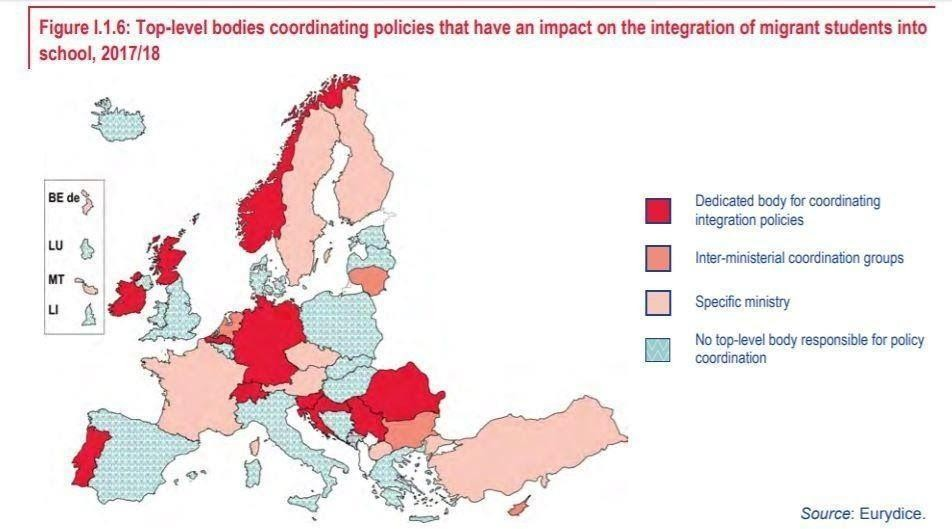 Figure I.1.6: Top-level bodies coordinating policies that have an impact on the integration of migrant students into
school, 2017/18
BE de
LU
MT
LI
Dedicated body for coordinating
integration policies
Inter-ministerial coordination groups
Specific ministry
No top-level body responsible for policy
coordination
Source: Eurydice.